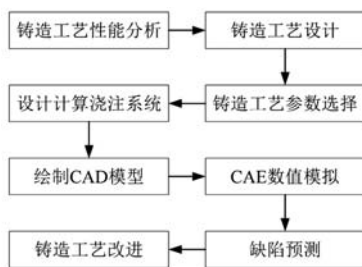 铸造工艺性能分析
铸造工艺设计
设计计算浇注系统
铸造工艺参数选择
绘制CAD模型
CAE数值模拟
铸造工艺改进
缺陷预测